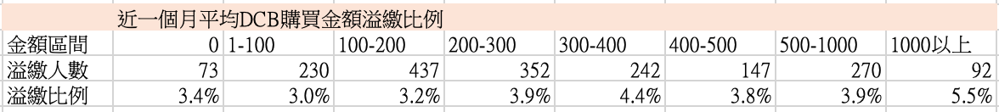 近一個月平均DCB購買金額溢繳比例
金額區間 0 1-100 100-200 200-300 300-400 400-500 500-1000 1000以上
溢繳人數 73 230 437 352 242 147 270 92
溢繳比例 3.4% 3.0% 3.2% 3.9% 4.4% 3.8% 3.9% 5.5%